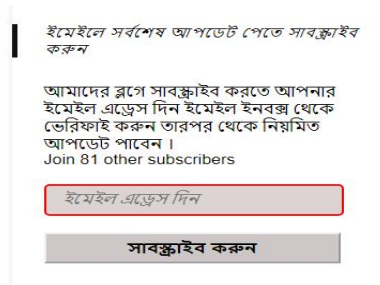 ইমেইলে সর্বশেষ আপডেট পেতে সাবস্ক্রাইব
করুন
আমাদের ব্লগে সাবস্ক্রাইব করতে আপনার
ইমেইল এড্রেস দিন ইমেইল ইনবক্স থেকে
ভেরিফাই করুন তারপর থেকে নিয়মিত
আপডেট পাবেন ।
Join 81 other subscribers
ইমেইল এড্রেস দিন
সাবস্ক্রাইব করুন